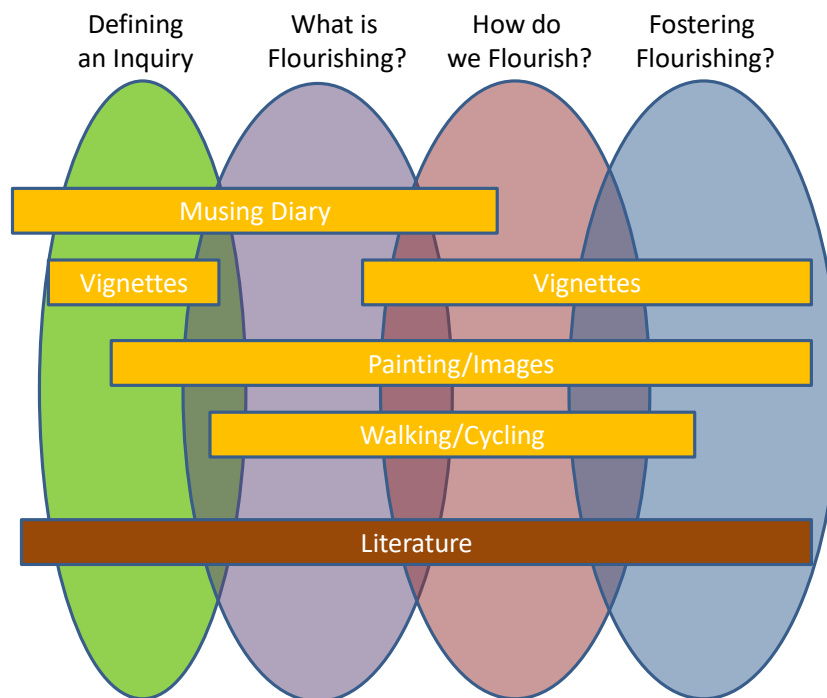 Defining
an Inquiry
What is
Flourishing?
How do
we Flourish?
Fostering
Flourishing?
Musing Diary
Vignettes
Vignettes
Painting/Images
Walking/Cycling
Literature